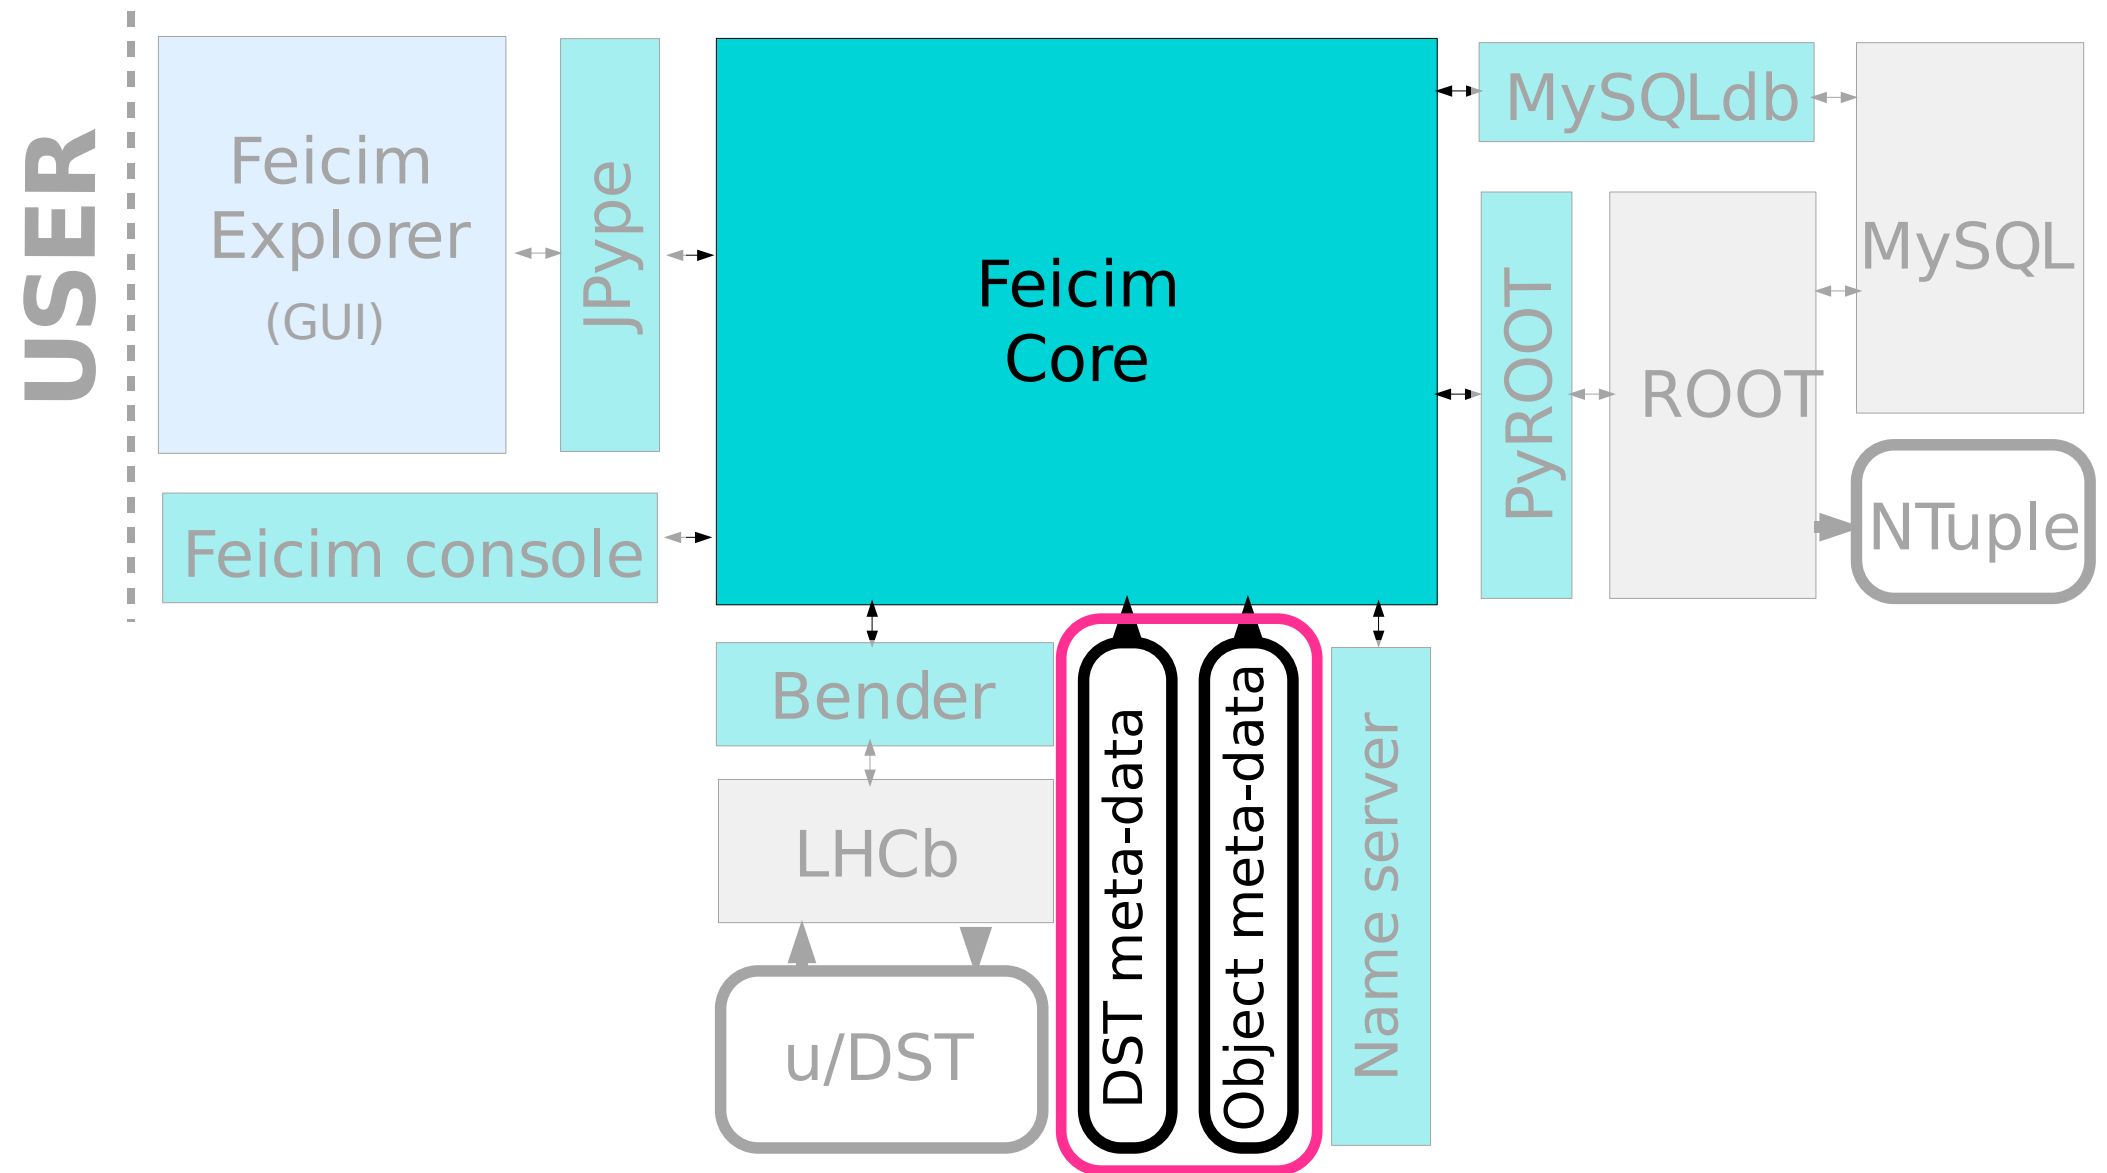 USER
Feicim
Explorer
(GUI)
JPype
Feicim console
Feicim
Core
MySQLdb
MySQL
PyROOT
ROOT
NTuple
Bender
LHCb
u/DST
DST meta-data
Object meta-data
Name server